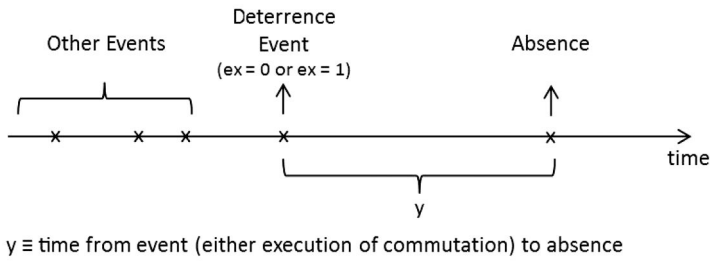 Deterrence
Event
(ex = 0 or ex = 1)
Other Events
Absence
time
y
y ≡ time from event (either execution of commutation) to absence